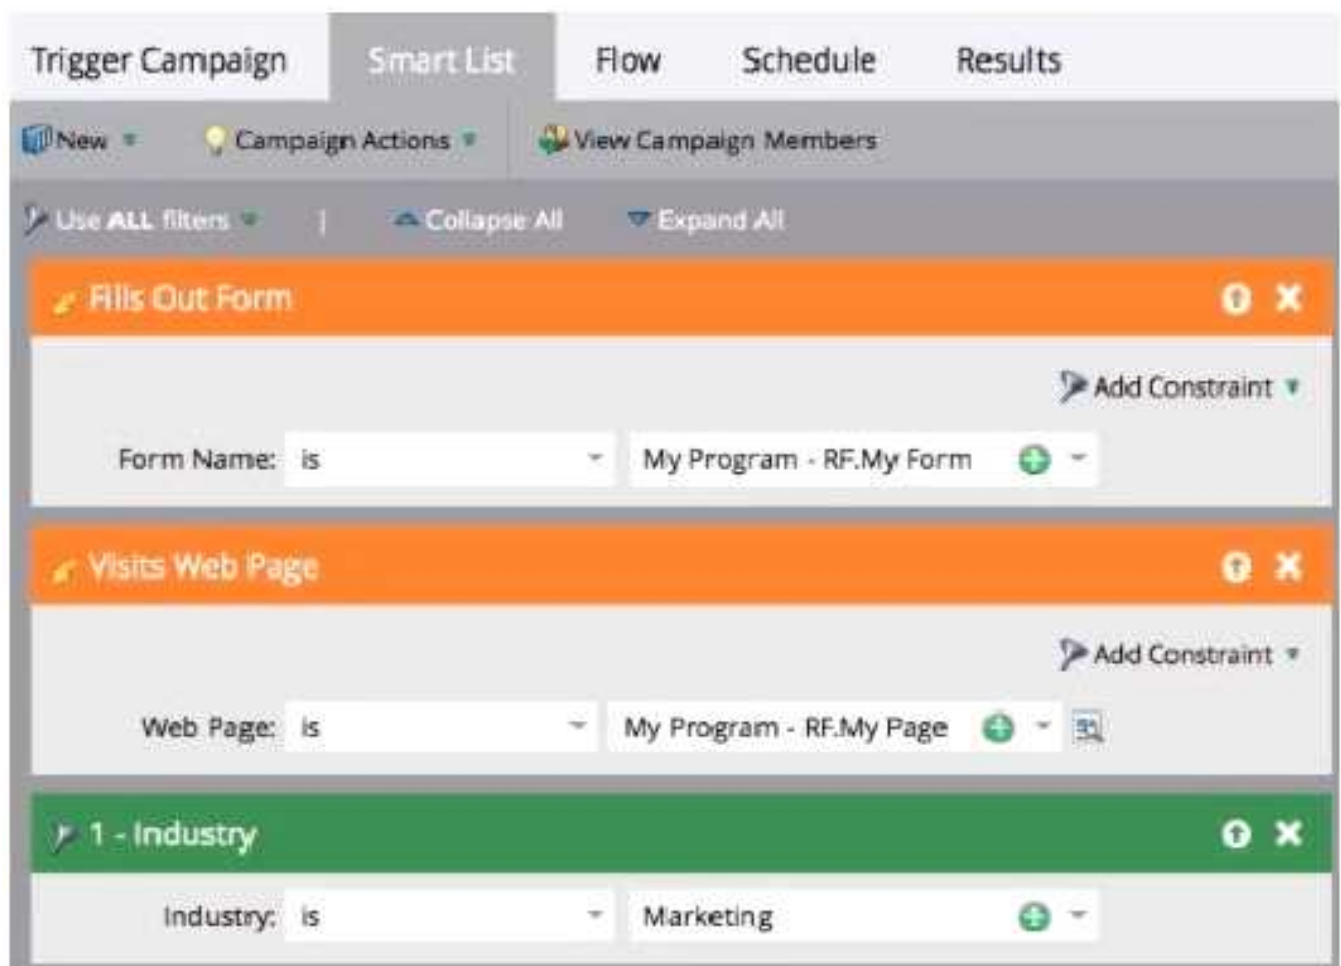 Trigger Campaign Smart List Flow Schedule Results
New Campaign Actions View Campaign Members
Use ALL filters | Collapse All Expand All
Fills Out Form
Add Constraint
Form Name: is My Program - RF.My Form
Visits Web Page
Add Constraint
Web Page: is My Program - RF.My Page
1 - Industry
Industry: is Marketing